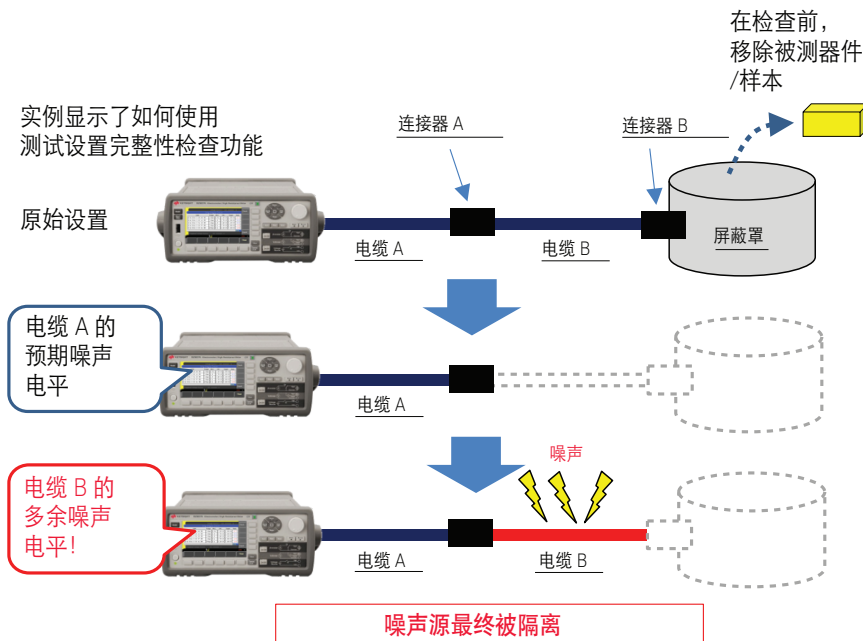 在检查前，
移除被测器件
/样本
实例显示了如何使用
测试设置完整性检查功能
连接器 A
连接器 B
原始设置
电缆 A
电缆 B
屏蔽罩
电缆 A 的
预期噪声
电平
电缆 A
噪声
电缆 B 的
多余噪声
电平！
电缆 A
电缆 B
噪声源最终被隔离